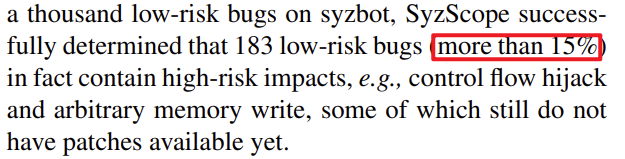 a thousand low-risk bugs on syzbot, SyzScope success-
fully determined that 183 low-risk bugs (more than 15%)
in fact contain high-risk impacts, e.g., control flow hijack
and arbitrary memory write, some of which still do not
have patches available yet.